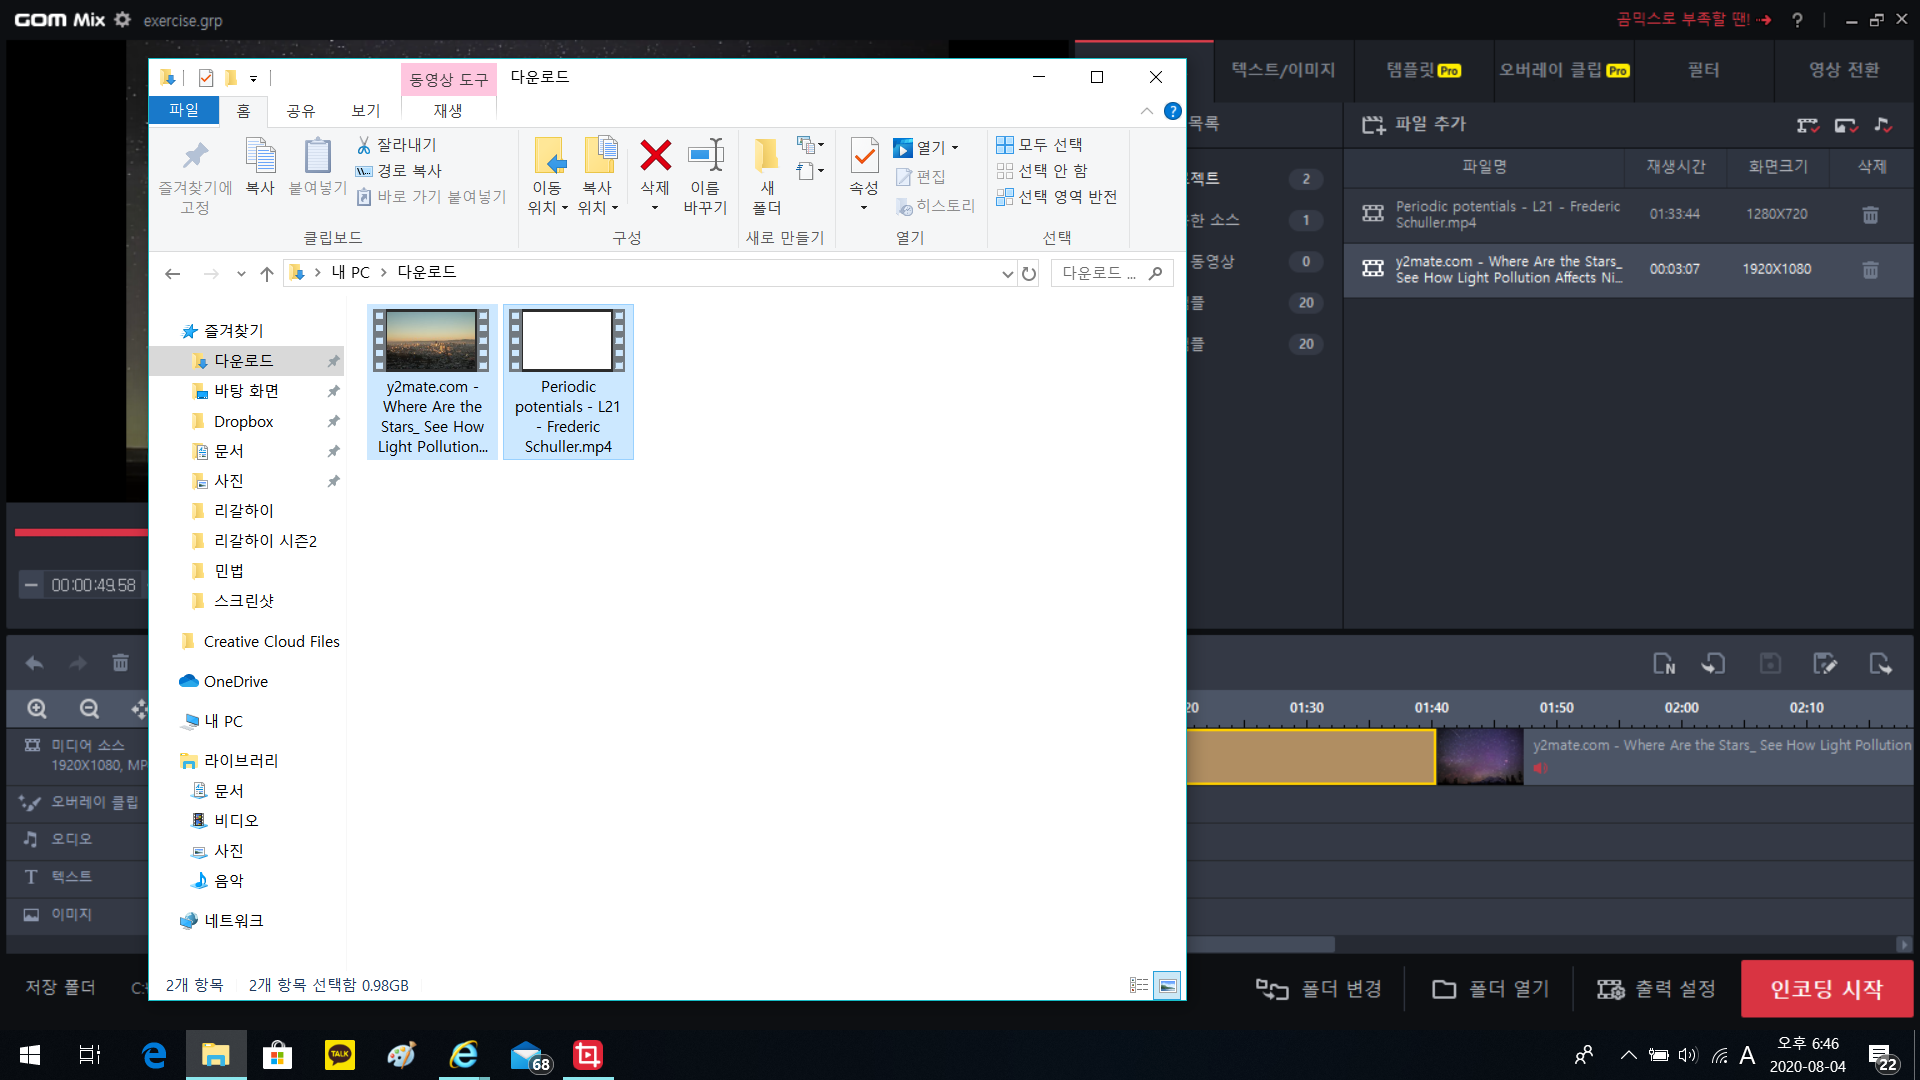 GOM Mix
exercise.grp
곰믹스로 부족할 땐!
?
텍스트/이미지
템플릿 Pro
오버레이 클립 Pro
필터
영상 전환
동영상 도구
다운로드
파일
홈
공유
보기
재생
즐겨찾기에
고정
복사
붙여넣기
잘라내기
경로 복사
바로 가기 붙여넣기
클립보드
이동
위치
복사
위치
삭제
이름
바꾸기
구성
새
폴더
새로 만들기
속성
열기
편집
히스토리
열기
모두 선택
선택 안 함
선택 영역 반전
선택
내 PC
다운로드
다운로드 ...
즐겨찾기
다운로드
바탕 화면
Dropbox
문서
사진
리갈하이
리갈하이 시즌2
민법
스크린샷
Creative Cloud Files
OneDrive
내 PC
라이브러리
문서
비디오
사진
음악
네트워크
y2mate.com -
Where Are the
Stars_ See How
Light Pollution...
Periodic
potentials - L21
- Frederic
Schuller.mp4
2개 항목
2개 항목 선택함 0.98GB
목록
젝트
2
한 소스
1
동영상
0
플
20
플
20
파일 추가
파일명
재생시간
화면크기
삭제
Periodic potentials - L21 - Frederic
Schuller.mp4
01:33:44
1280X720
y2mate.com - Where Are the Stars_
See How Light Pollution Affects Ni...
00:03:07
1920X1080
00:00:49.58
20
01:30
01:40
01:50
02:00
02:10
미디어 소스
1920X1080, MP
오버레이 클립
오디오
텍스트
이미지
y2mate.com - Where Are the Stars_ See How Light Pollution
저장 폴더
C:
폴더 변경
폴더 열기
출력 설정
인코딩 시작
TALK
68
A
오후 6:46
2020-08-04
22